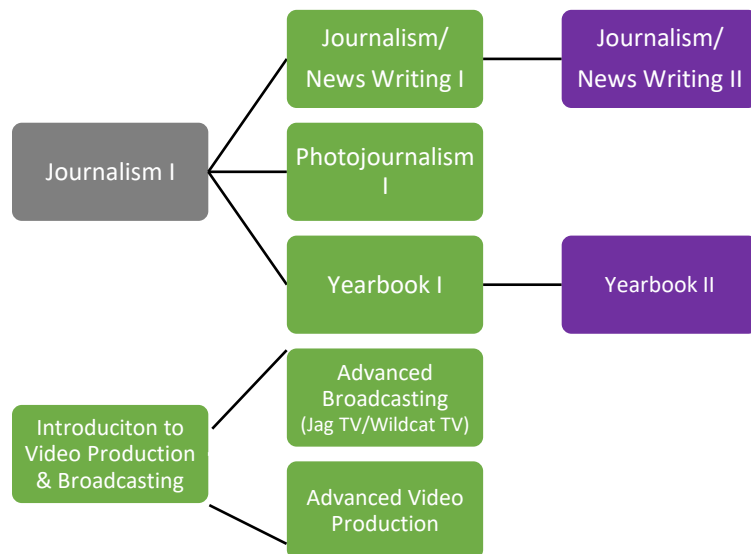 Journalism/
News Writing I
Journalism/
News Writing II
Journalism I
Photojournalism
I
Yearbook I
Yearbook II
Advanced
Broadcasting
(Jag TV/Wildcat TV)
Introduciton to
Video Production
& Broadcasting
Advanced Video
Production